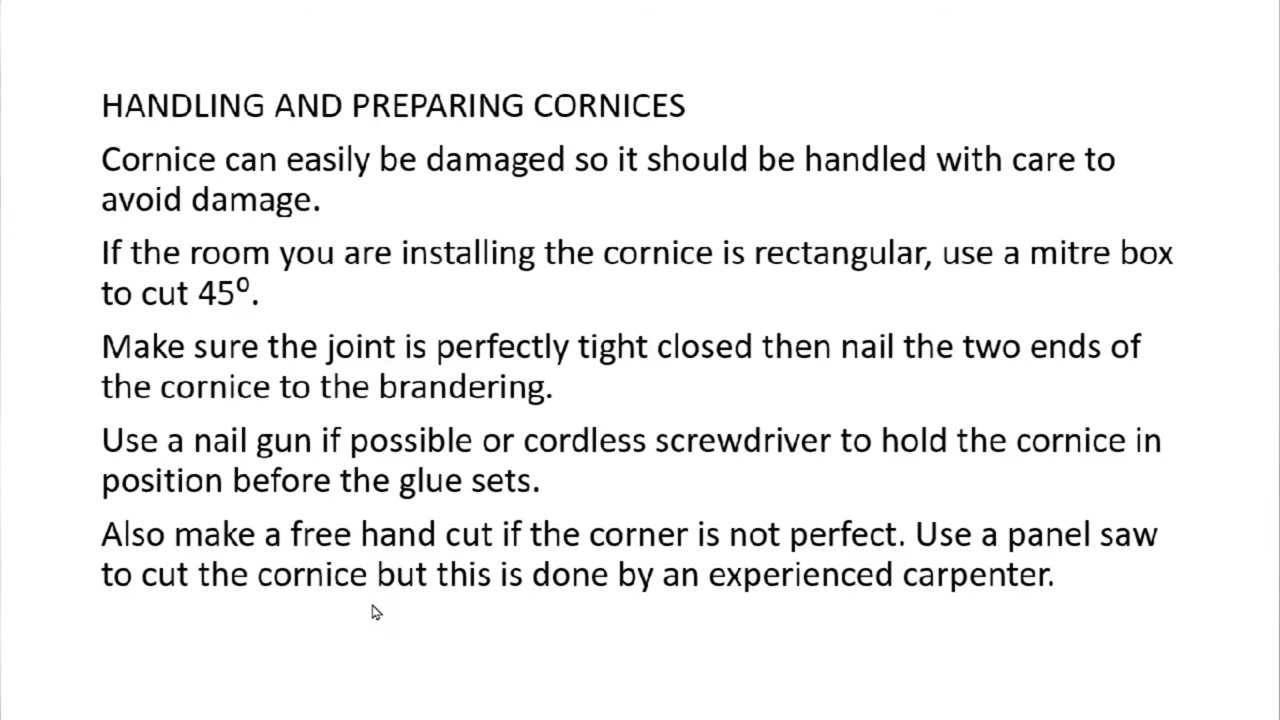 HANDLING AND PREPARING CORNICES
Cornice can easily be damaged so it should be handled with care to
avoid damage.
If the room you are installing the cornice is rectangular, use a mitre box
to cut 45⁰.
Make sure the joint is perfectly tight closed then nail the two ends of
the cornice to the brandering.
Use a nail gun if possible or cordless screwdriver to hold the cornice in
position before the glue sets.
Also make a free hand cut if the corner is not perfect. Use a panel saw
to cut the cornice but this is done by an experienced carpenter.